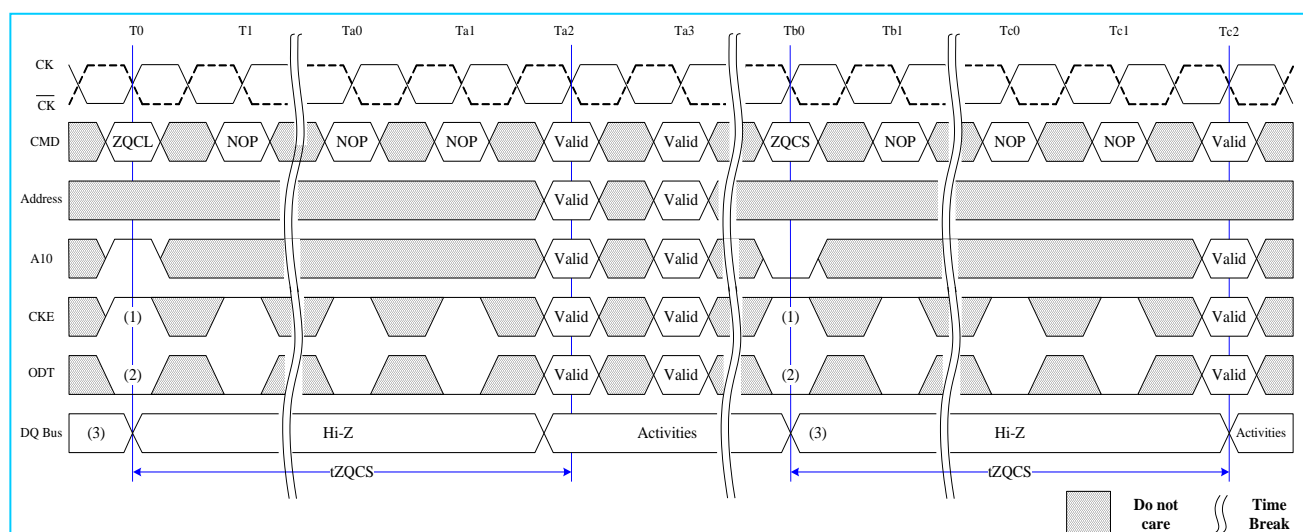 T0 T1 Ta0 Ta1 Ta2 Ta3 Tb0 Tb1 Tc0 Tc1 Tc2
CK
CK
CMD ZQCL NOP NOP NOP Valid Valid ZQCS NOP NOP NOP Valid
Address Valid Valid
A10 Valid Valid Valid
CKE (1) Valid Valid (1) Valid
ODT (2) Valid Valid (2) Valid
DQ Bus (3) Hi-Z Activities (3) Hi-Z Activities
tZQCS tZQCS
Do not Time
care Break